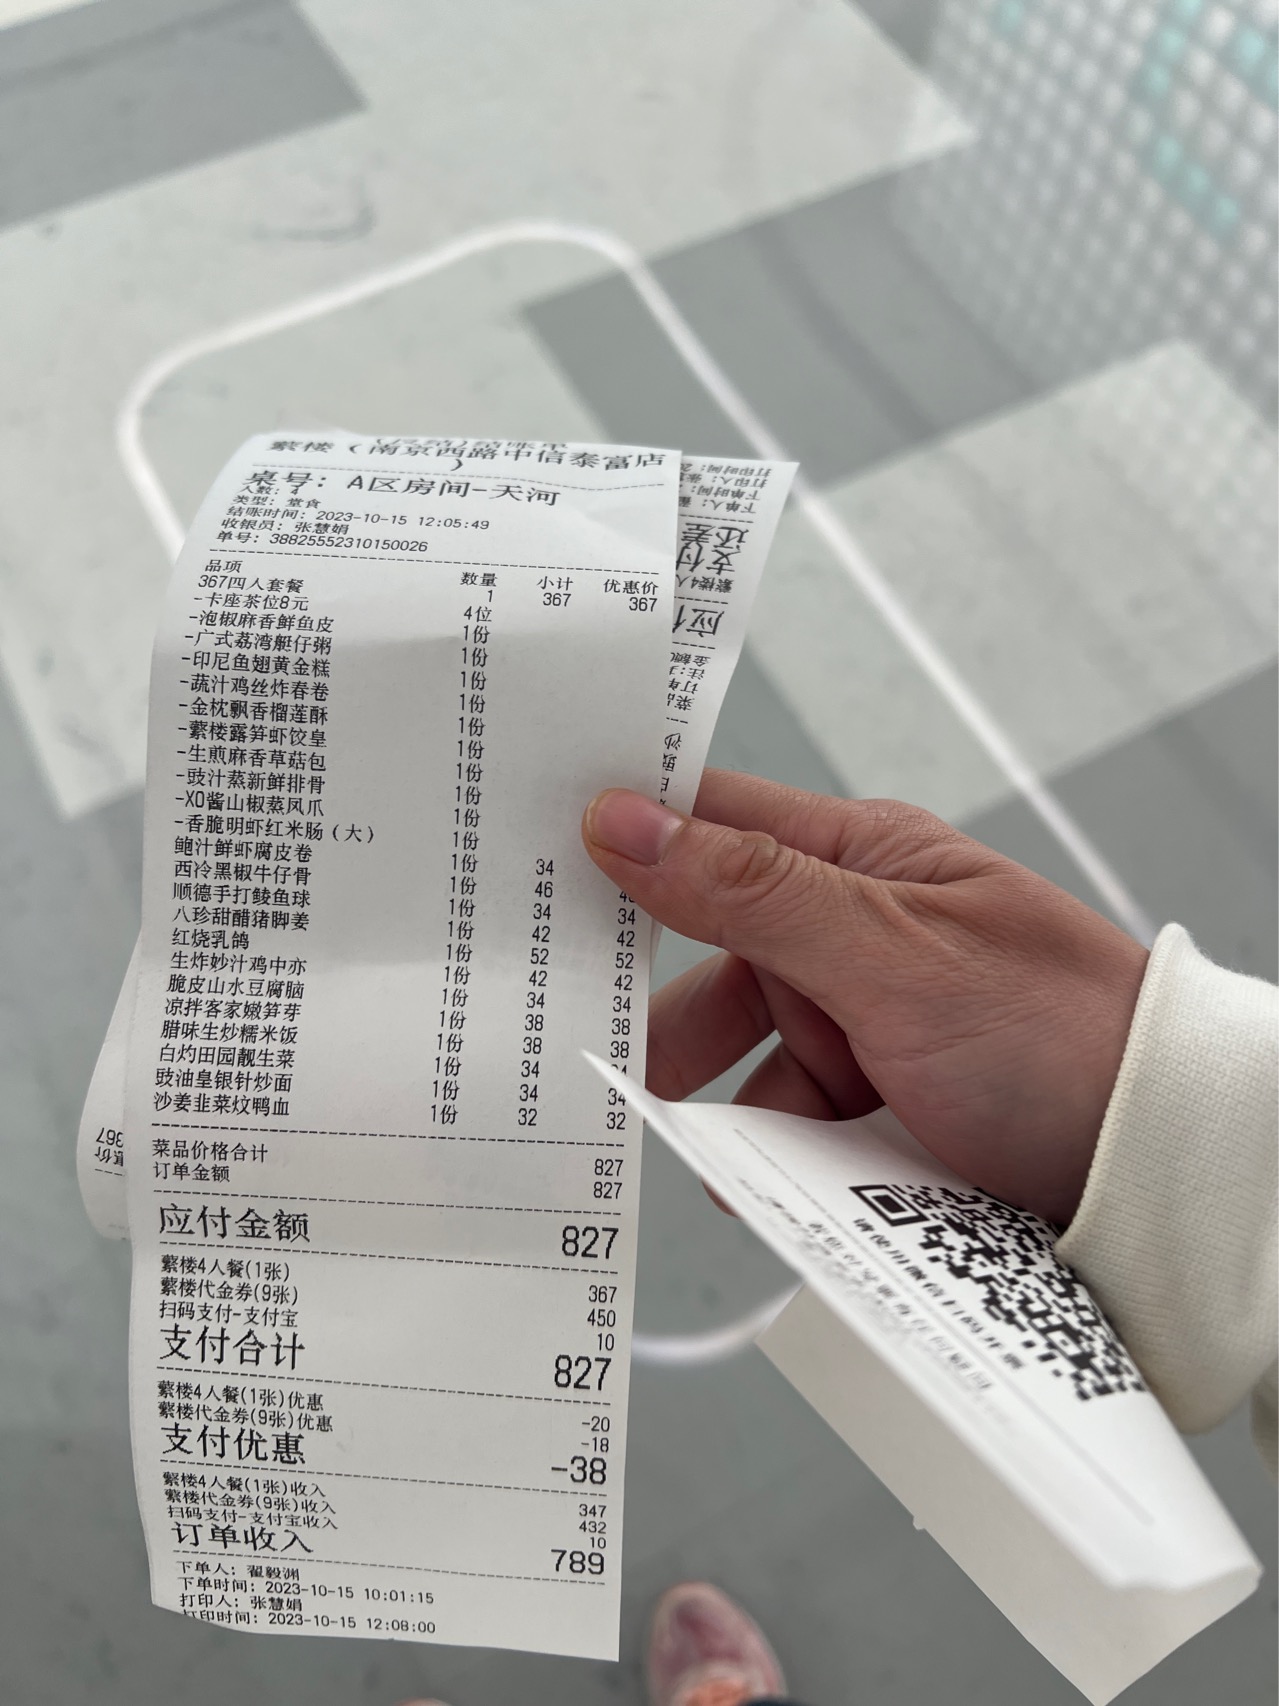 (反结)结账单
蘩楼（南京西路中信泰富店
）
桌号：A区房间-天河
人数：4
类型：堂食
结账时间：2023-10-15 12:05:49
收银员：张慧娟
单号：38825552310150026
品项 数量 小计 优惠价
367四人套餐 1 367 367
-卡座茶位8元 4位
-泡椒麻香鲜鱼皮 1份
-广式荔湾艇仔粥 1份
-印尼鱼翅黄金糕 1份
-蔬汁鸡丝炸春卷 1份
-金枕飘香榴莲酥 1份
-蘩楼露笋虾饺皇 1份
-生煎麻香草菇包 1份
-豉汁蒸新鲜排骨 1份
-XO酱山椒蒸凤爪 1份
-香脆明虾红米肠（大） 1份
鲍汁鲜虾腐皮卷 1份 34
西冷黑椒牛仔骨 1份 46
顺德手打鲮鱼球 1份 34 34
八珍甜醋猪脚姜 1份 42 42
红烧乳鸽 1份 52 52
生炸妙汁鸡中亦 1份 42 42
脆皮山水豆腐脑 1份 34 34
凉拌客家嫩笋芽 1份 38 38
腊味生炒糯米饭 1份 38 38
白灼田园靓生菜 1份 34
豉油皇银针炒面 1份 34 34
沙姜韭菜炆鸭血 1份 32 32
菜品价格合计 827
订单金额 827
应付金额 827
蘩楼4人餐(1张) 367
蘩楼代金券(9张) 450
扫码支付-支付宝 10
支付合计 827
蘩楼4人餐(1张)优惠 -20
蘩楼代金券(9张)优惠 -18
支付优惠 -38
蘩楼4人餐(1张)收入 347
蘩楼代金券(9张)收入 432
扫码支付-支付宝收入 10
订单收入 789
下单人：翟毅渊
下单时间：2023-10-15 10:01:15
打印人：张慧娟
打印时间：2023-10-15 12:08:00